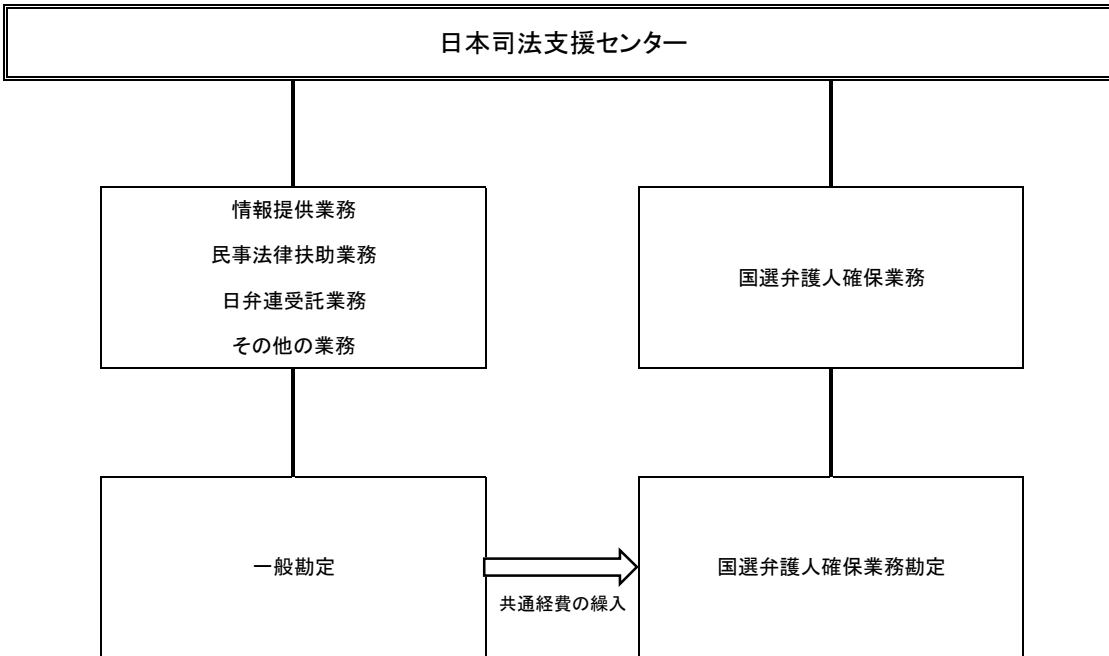 日本司法支援センター
情報提供業務
民事法律扶助業務
日弁連受託業務
その他の業務
国選弁護人確保業務
一般勘定
共通経費の繰入
国選弁護人確保業務勘定